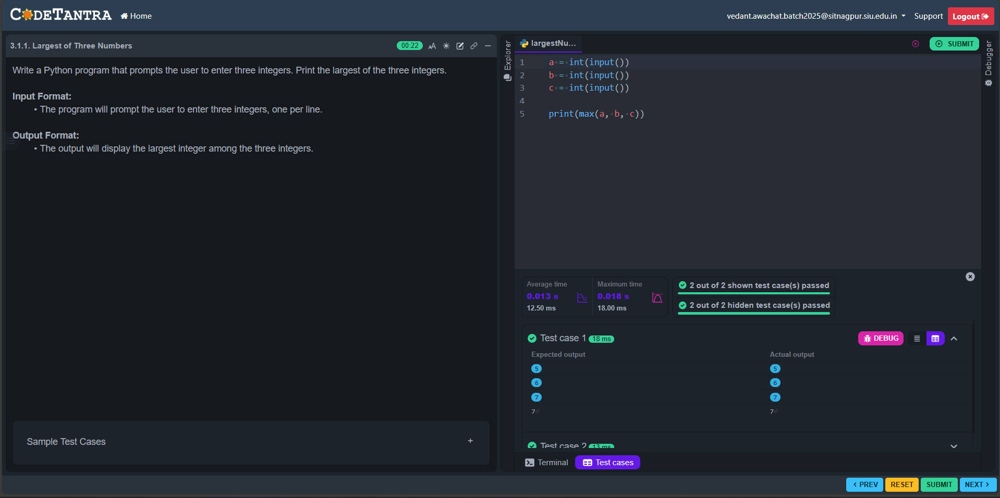 CODETANTRA Home vedant.awachat.batch2025@sitnagpur.siu.edu.in Support Logout
3.1.1. Largest of Three Numbers 00:22 AA
Write a Python program that prompts the user to enter three integers. Print the largest of the three integers.
Input Format:
• The program will prompt the user to enter three integers, one per line.
Output Format:
• The output will display the largest integer among the three integers.
Sample Test Cases +
Explorer
largestNu...
SUBMIT
Debugger
1 a = int(input())
2 b = int(input())
3 c = int(input())
4
5 print(max(a, b, c))
Average time
0.013 s
12.50 ms
Maximum time
0.018 s
18.00 ms
2 out of 2 shown test case(s) passed
2 out of 2 hidden test case(s) passed
Test case 1 18 ms DEBUG
Expected output Actual output
5 5
6 6
7 7
7⏎ 7⏎
Test case 2 13 ms
Terminal Test cases
< PREV RESET SUBMIT NEXT >